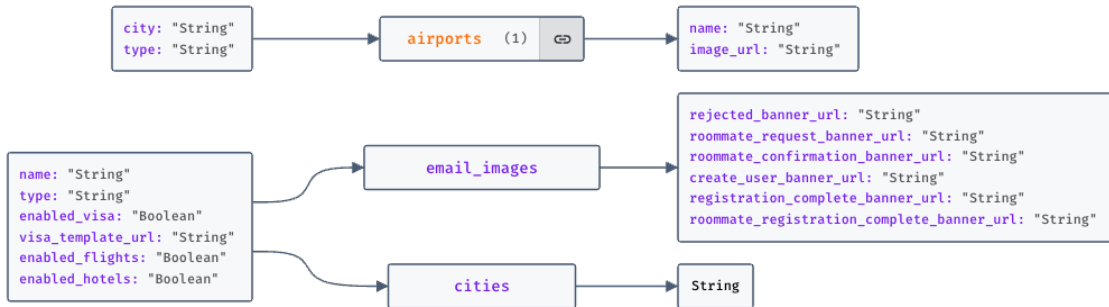 city: "String"
type: "String"
airports (1)
name: "String"
image_url: "String"
name: "String"
type: "String"
enabled_visa: "Boolean"
visa_template_url: "String"
enabled_flights: "Boolean"
enabled_hotels: "Boolean"
email_images
rejected_banner_url: "String"
roommate_request_banner_url: "String"
roommate_confirmation_banner_url: "String"
create_user_banner_url: "String"
registration_complete_banner_url: "String"
roommate_registration_complete_banner_url: "String"
cities
String